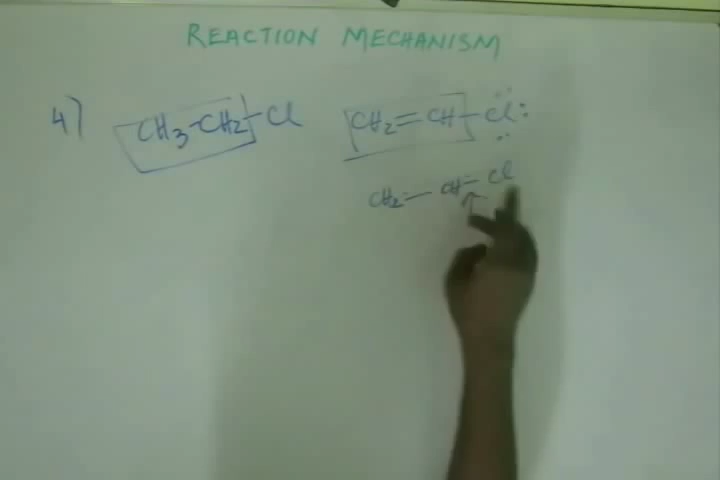 REACTION MECHANISM
4) CH3-CH2-Cl CH2=CH-Cl:
CH2-CH=Cl